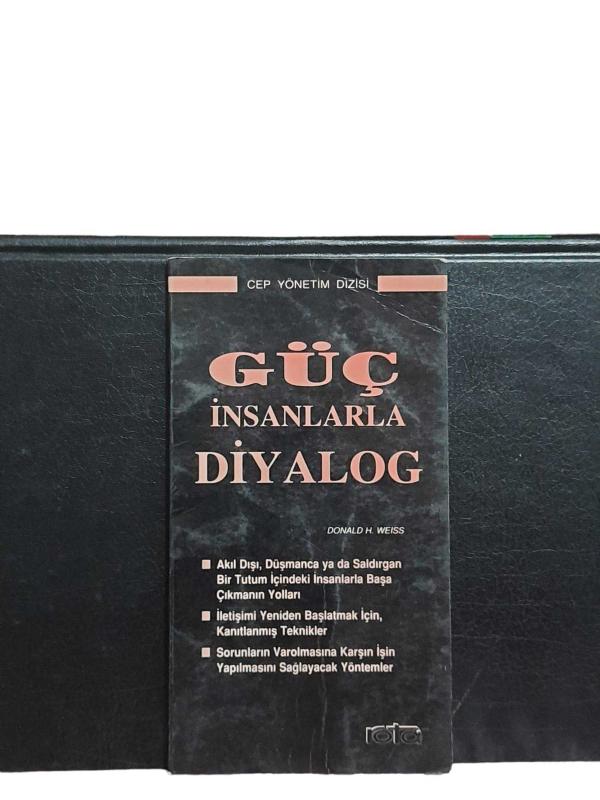 CEP YÖNETİM DİZİSİ
GÜÇ
İNSANLARLA
DİYALOG
DONALD H. WEISS
Akıl Dışı, Düşmanca ya da Saldırgan
Bir Tutum İçindeki İnsanlarla Başa
Çıkmanın Yolları
İletişimi Yeniden Başlatmak İçin,
Kanıtlanmış Teknikler
Sorunların Varolmasına Karşın İşin
Yapılmasını Sağlayacak Yöntemler
rota